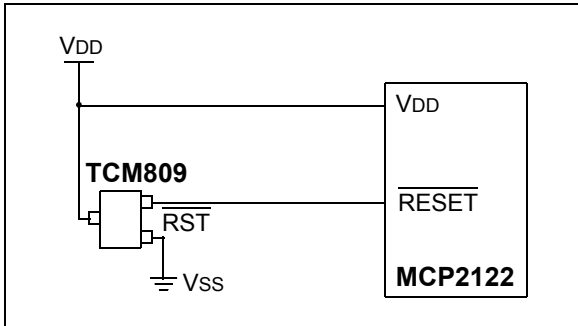 VDD
VDD
TCM809
RST
RESET
VSS
MCP2122